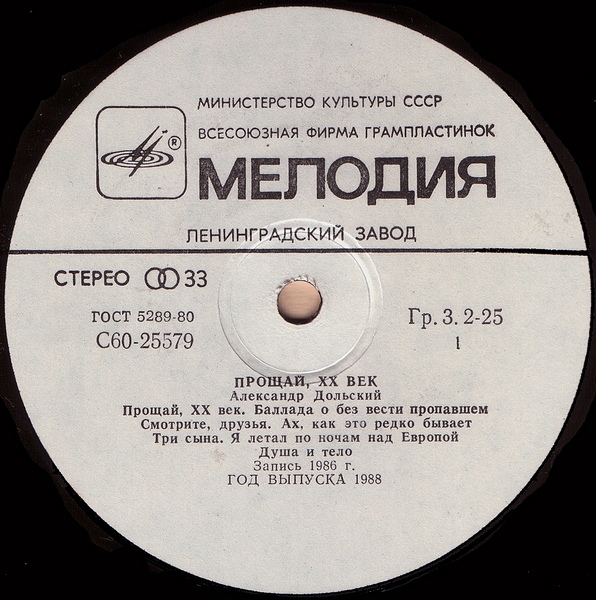 МИНИСТЕРСТВО КУЛЬТУРЫ СССР
®
ВСЕСОЮЗНАЯ ФИРМА ГРАМПЛАСТИНОК
МЕЛОДИЯ
ЛЕНИНГРАДСКИЙ ЗАВОД
СТЕРЕО 33
ГОСТ 5289-80
Гр. 3. 2-25
С60-25579
1
ПРОЩАЙ, XX ВЕК
Александр Дольский
Прощай, XX век. Баллада о без вести пропавшем
Смотрите, друзья. Ах, как это редко бывает
Три сына. Я летал по ночам над Европой
Душа и тело
Запись 1986 г.
ГОД ВЫПУСКА 1988